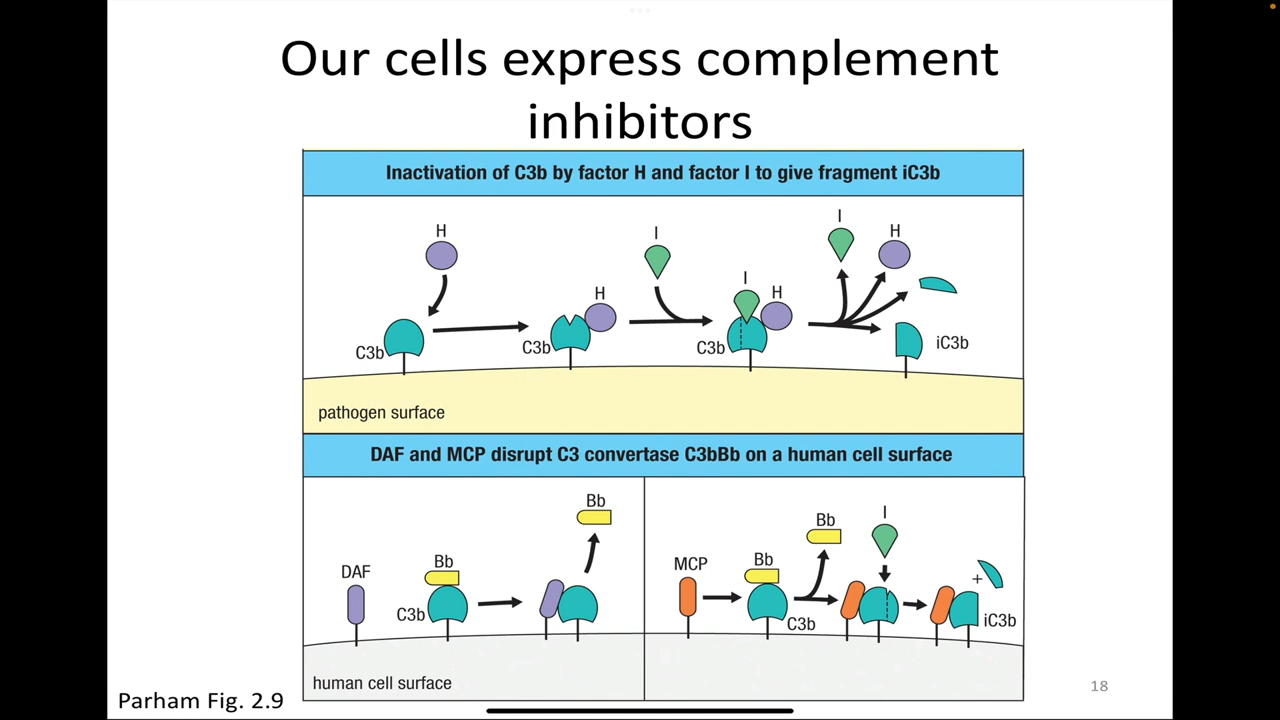 Our cells express complement
inhibitors
Inactivation of C3b by factor H and factor I to give fragment iC3b
H
I
I
H
H
I
H
C3b
C3b
C3b
iC3b
pathogen surface
DAF and MCP disrupt C3 convertase C3bBb on a human cell surface
Bb
DAF
Bb
C3b
human cell surface
MCP
Bb
Bb
I
C3b
+
iC3b
Parham Fig. 2.9
18